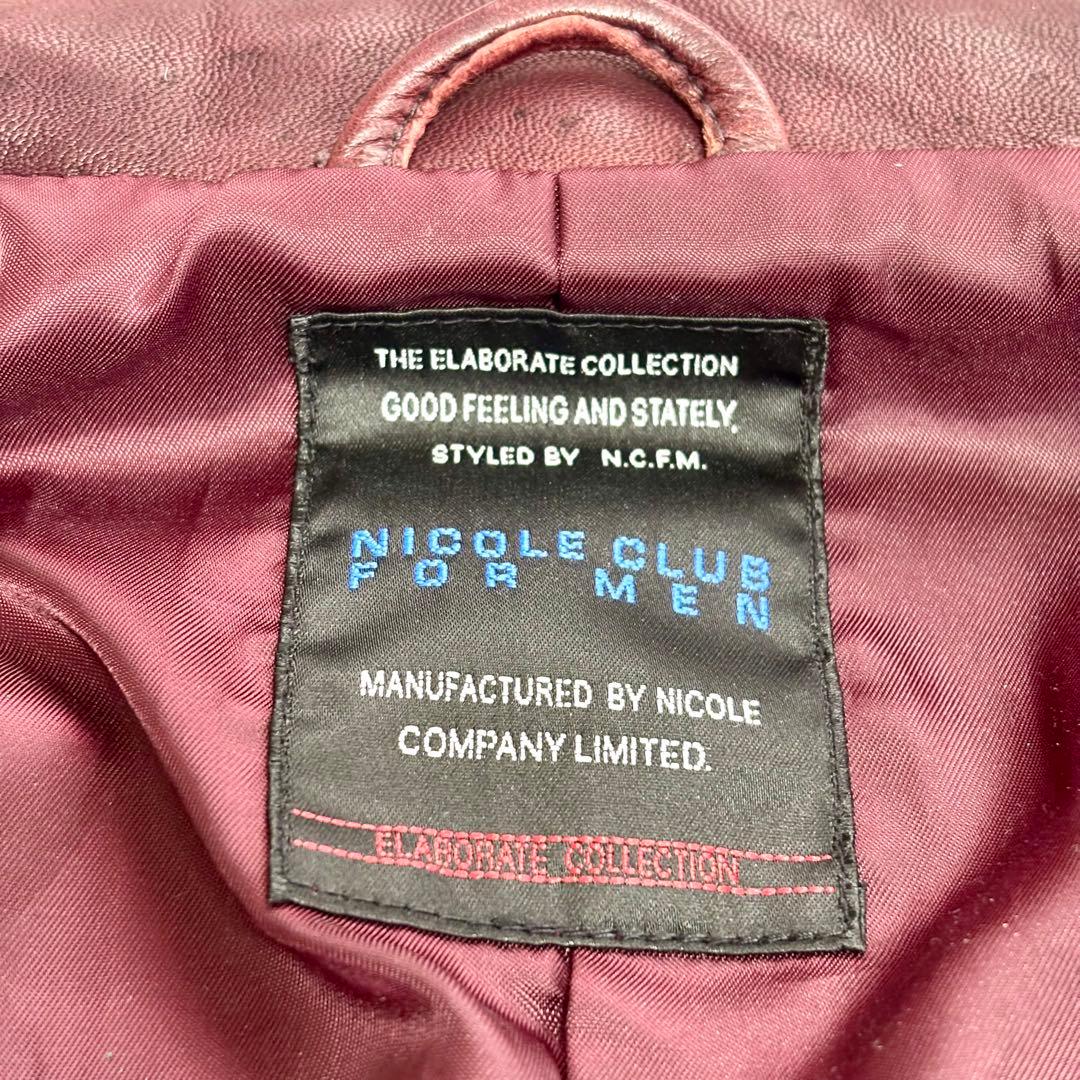 THE ELABORATE COLLECTION
GOOD FEELING AND STATELY,
STYLED BY N.C.F.M.
NICOLE CLUB
FOR MEN
MANUFACTURED BY NICOLE
COMPANY LIMITED.
ELABORATE COLLECTION